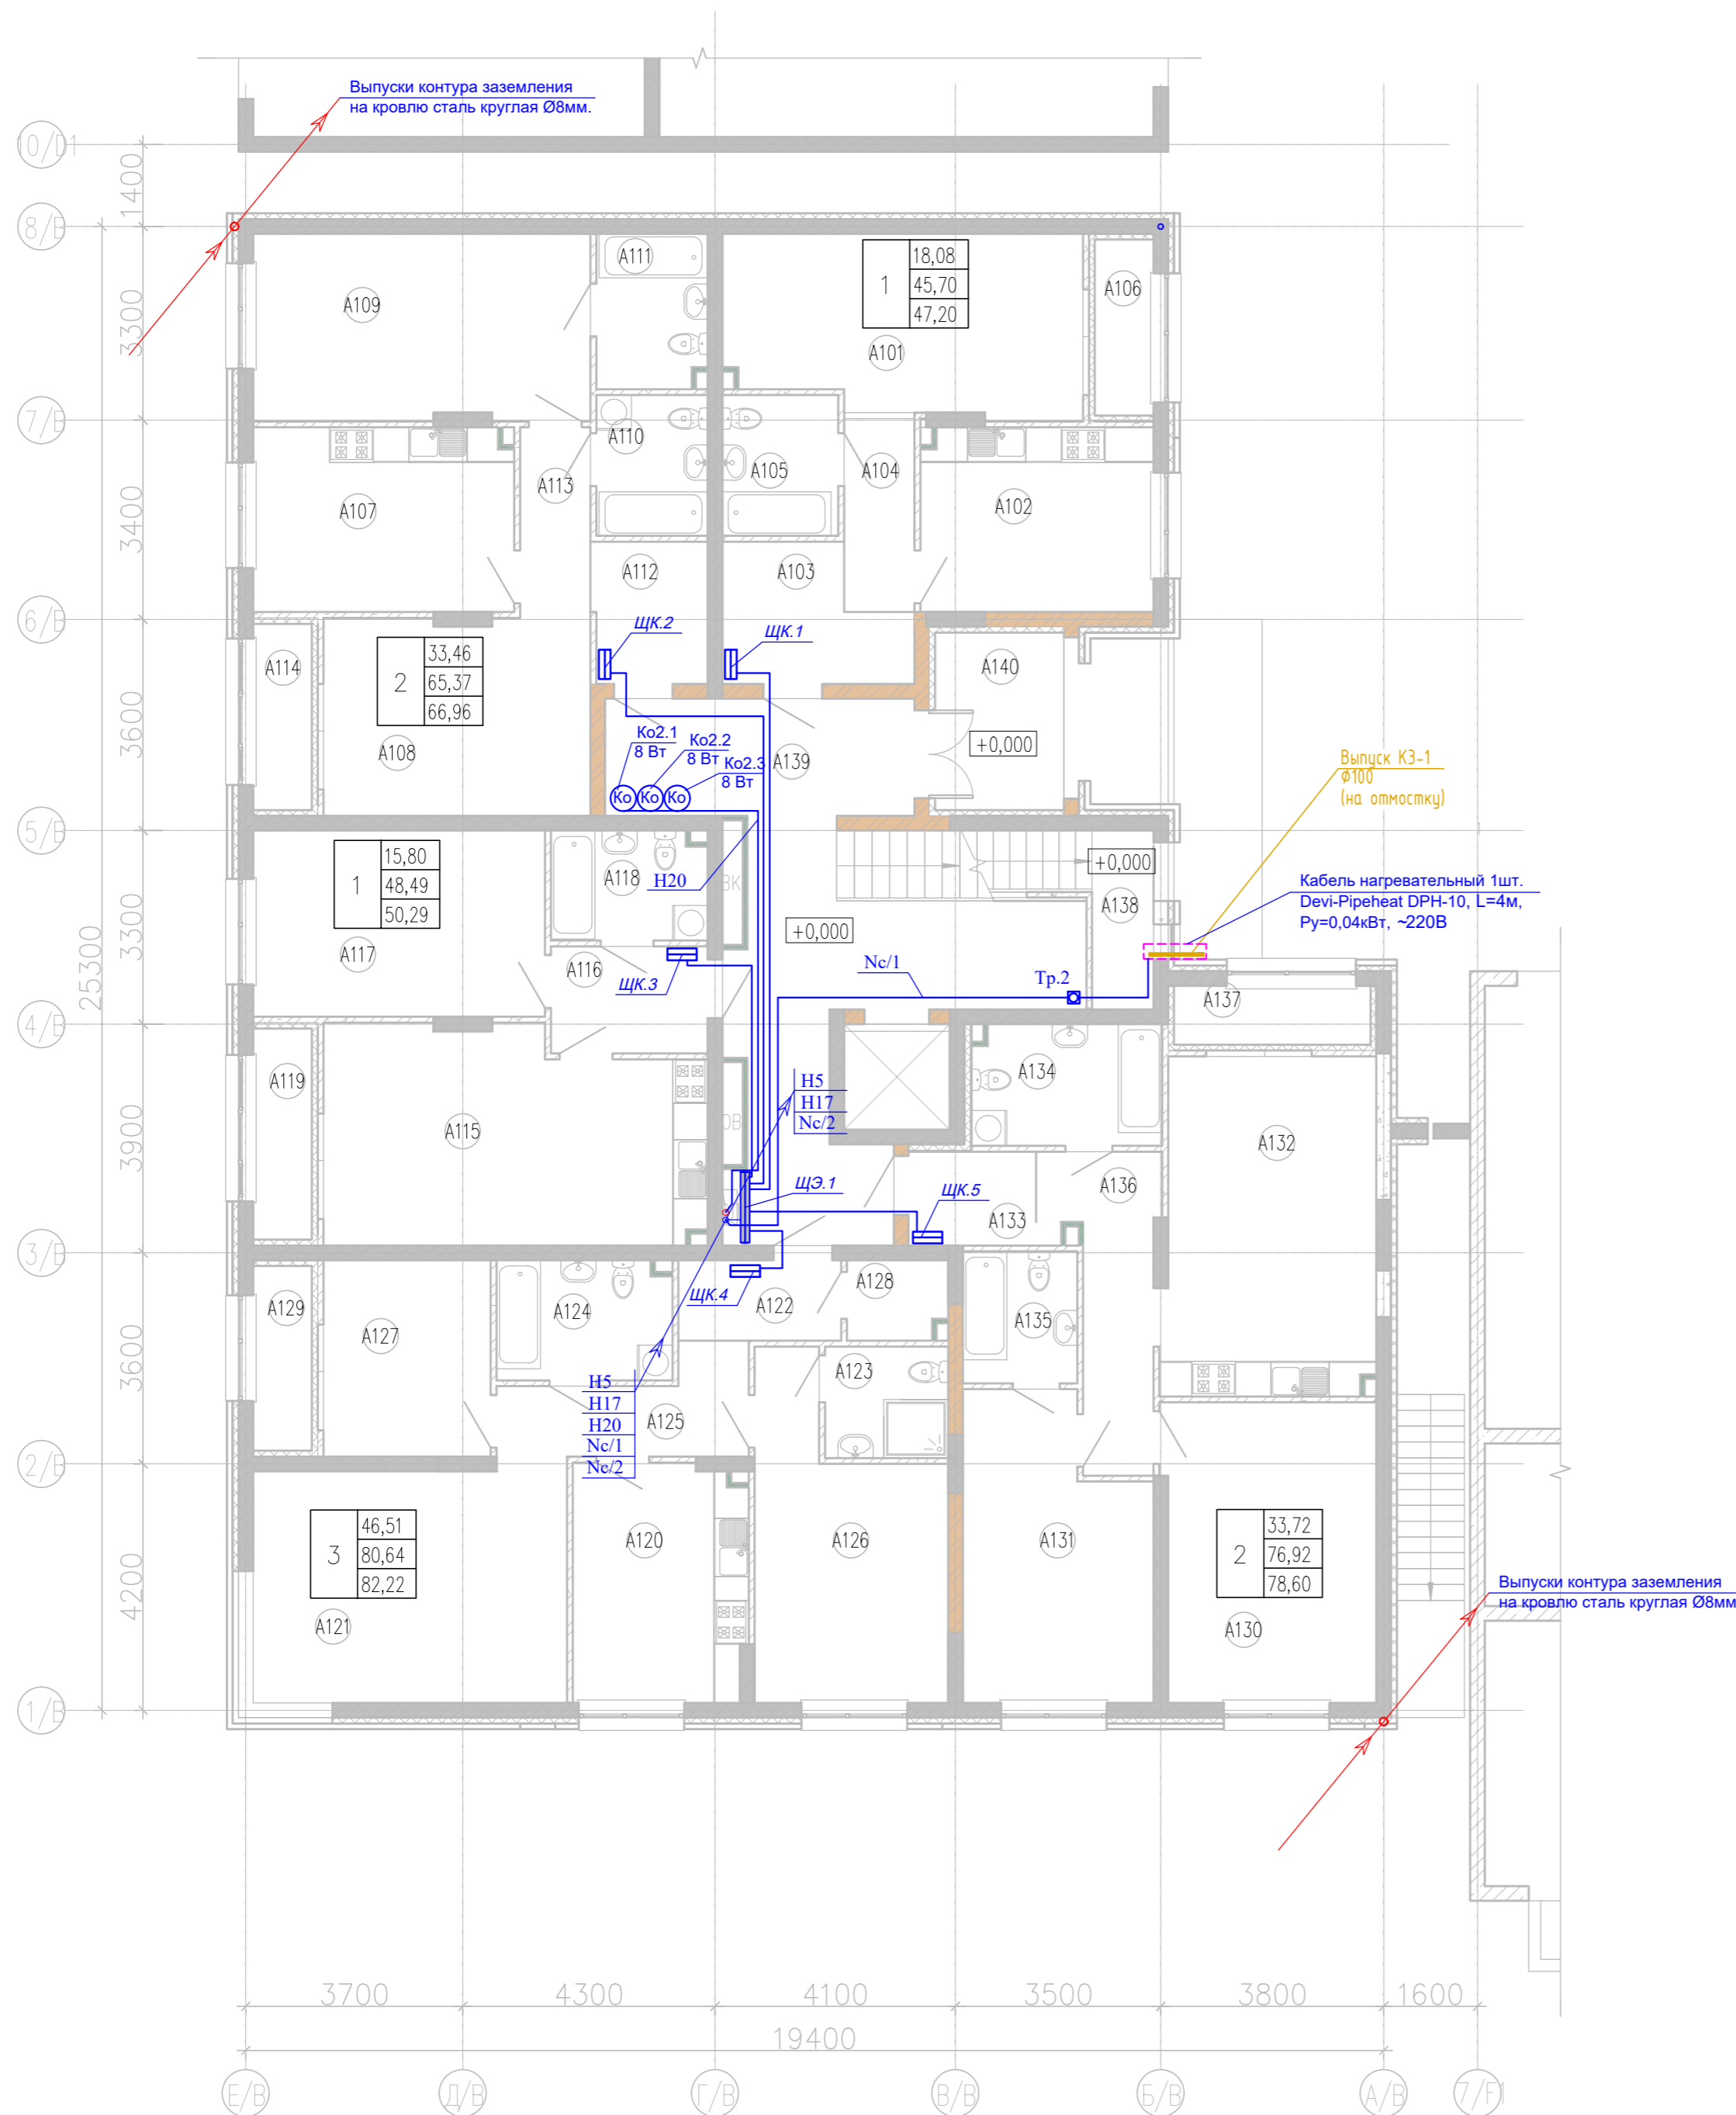 Выпуски контура заземления
на кровлю сталь круглая Ø8мм.
10/D1
1400
8/В
А111
А109
3300
1
18,08
45,70
47,20
А106
А101
7/В
А110
А113
А105
А104
А107
А102
3400
А112
А103
6/В
ЩК.2
ЩК.1
А114
2
33,46
65,37
66,96
А140
3600
А108
Ко2.1
8 Вт
Ко2.2
8 Вт
Ко2.3
8 Вт
А139
+0,000
Ко
Ко
Ко
Выпуск К3-1
ϕ100
(на отмостку)
5/В
1
15,80
48,49
50,29
А118
Н20
ВК
+0,000
А138
Кабель нагревательный 1шт.
Devi-Pipeheat DPH-10, L=4м,
Ру=0,04кВт, ~220В
3300
25300
А117
А116
ЩК.3
+0,000
Nc/1
Тр.2
А137
4/В
А119
А134
Н5
Н17
Nc/2
ОВ
А115
А132
3900
ЩЭ.1
ЩК.5
А136
А133
3/В
ЩК.4
А122
А128
А129
А124
А127
А135
3600
А123
Н5
Н17
Н20
Nc/1
Nc/2
А125
2/В
3
46,51
80,64
82,22
А120
А126
А131
2
33,72
76,92
78,60
4200
А121
А130
Выпуски контура заземления
на кровлю сталь круглая Ø8мм
1/В
3700
4300
4100
3500
3800
1600
19400
Е/В
Д/В
Г/В
В/В
Б/В
А/В
7/F1